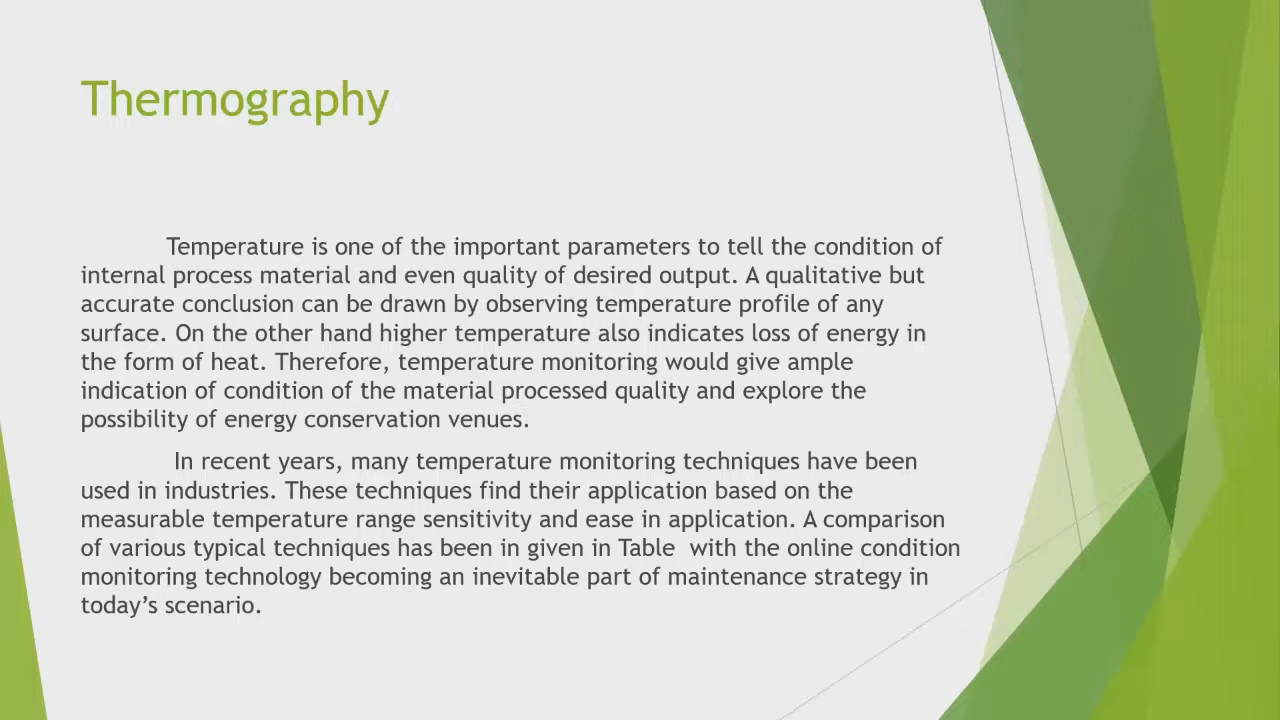 Thermography
Temperature is one of the important parameters to tell the condition of
internal process material and even quality of desired output. A qualitative but
accurate conclusion can be drawn by observing temperature profile of any
surface. On the other hand higher temperature also indicates loss of energy in
the form of heat. Therefore, temperature monitoring would give ample
indication of condition of the material processed quality and explore the
possibility of energy conservation venues.
In recent years, many temperature monitoring techniques have been
used in industries. These techniques find their application based on the
measurable temperature range sensitivity and ease in application. A comparison
of various typical techniques has been in given in Table  with the online condition
monitoring technology becoming an inevitable part of maintenance strategy in
today’s scenario.